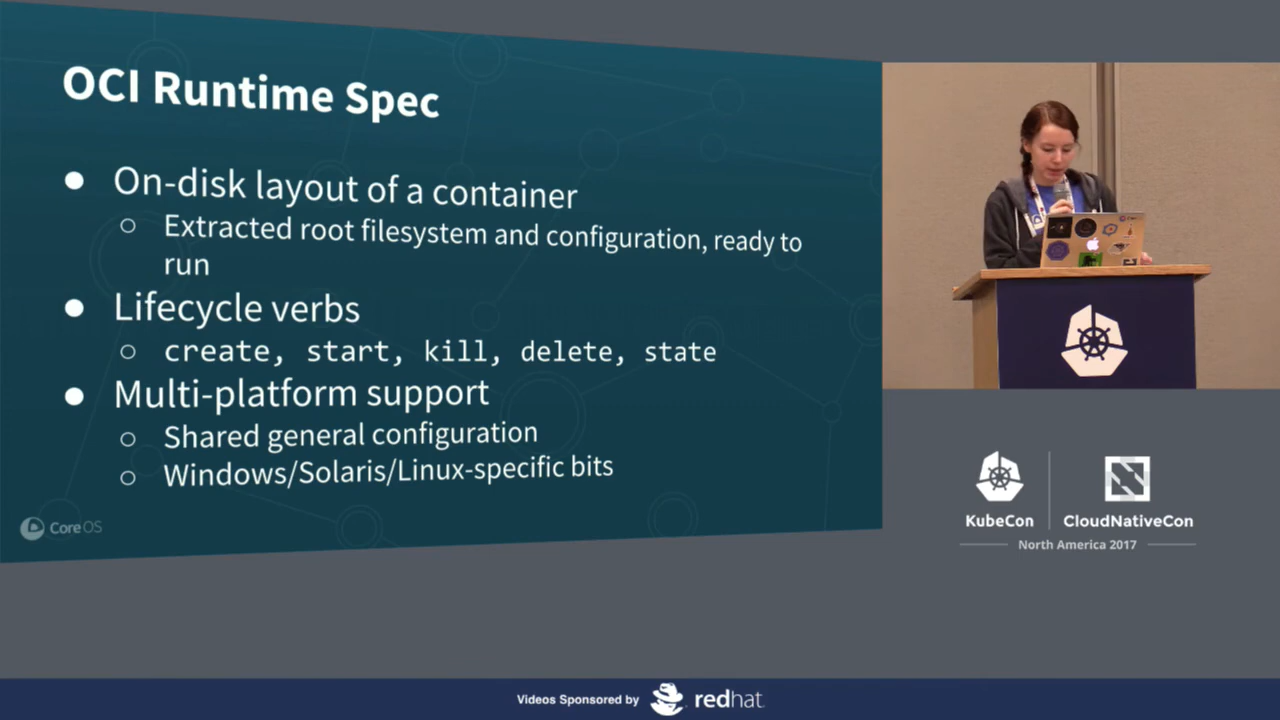 OCI Runtime Spec
● On-disk layout of a container
○ Extracted root filesystem and configuration, ready to
run
● Lifecycle verbs
○ create, start, kill, delete, state
● Multi-platform support
○ Shared general configuration
○ Windows/Solaris/Linux-specific bits
CoreOS
KubeCon
CloudNativeCon
North America 2017
Videos Sponsored by redhat